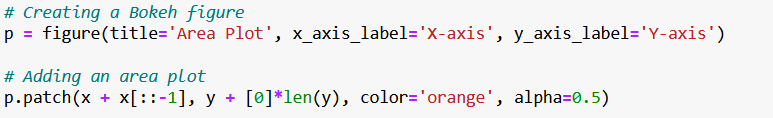 # Creating a Bokeh figure
p = figure(title='Area Plot', x_axis_label='X-axis', y_axis_label='Y-axis')
# Adding an area plot
p.patch(x + x[::-1], y + [0]*len(y), color='orange', alpha=0.5)